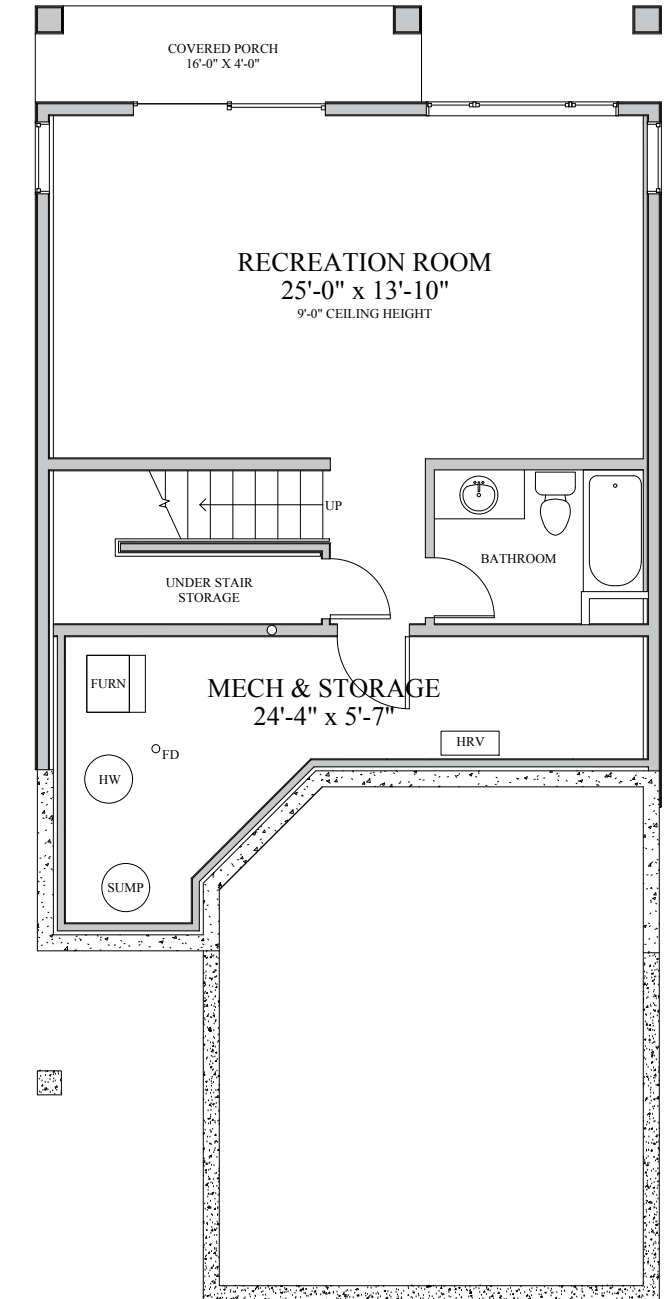 COVERED PORCH
16'-0" X 4'-0"
RECREATION ROOM
25'-0" x 13'-10"
9'-0" CEILING HEIGHT
UP
BATHROOM
UNDER STAIR
STORAGE
FURN
MECH & STORAGE
24'-4" x 5'-7"
HRV
FD
HW
SUMP